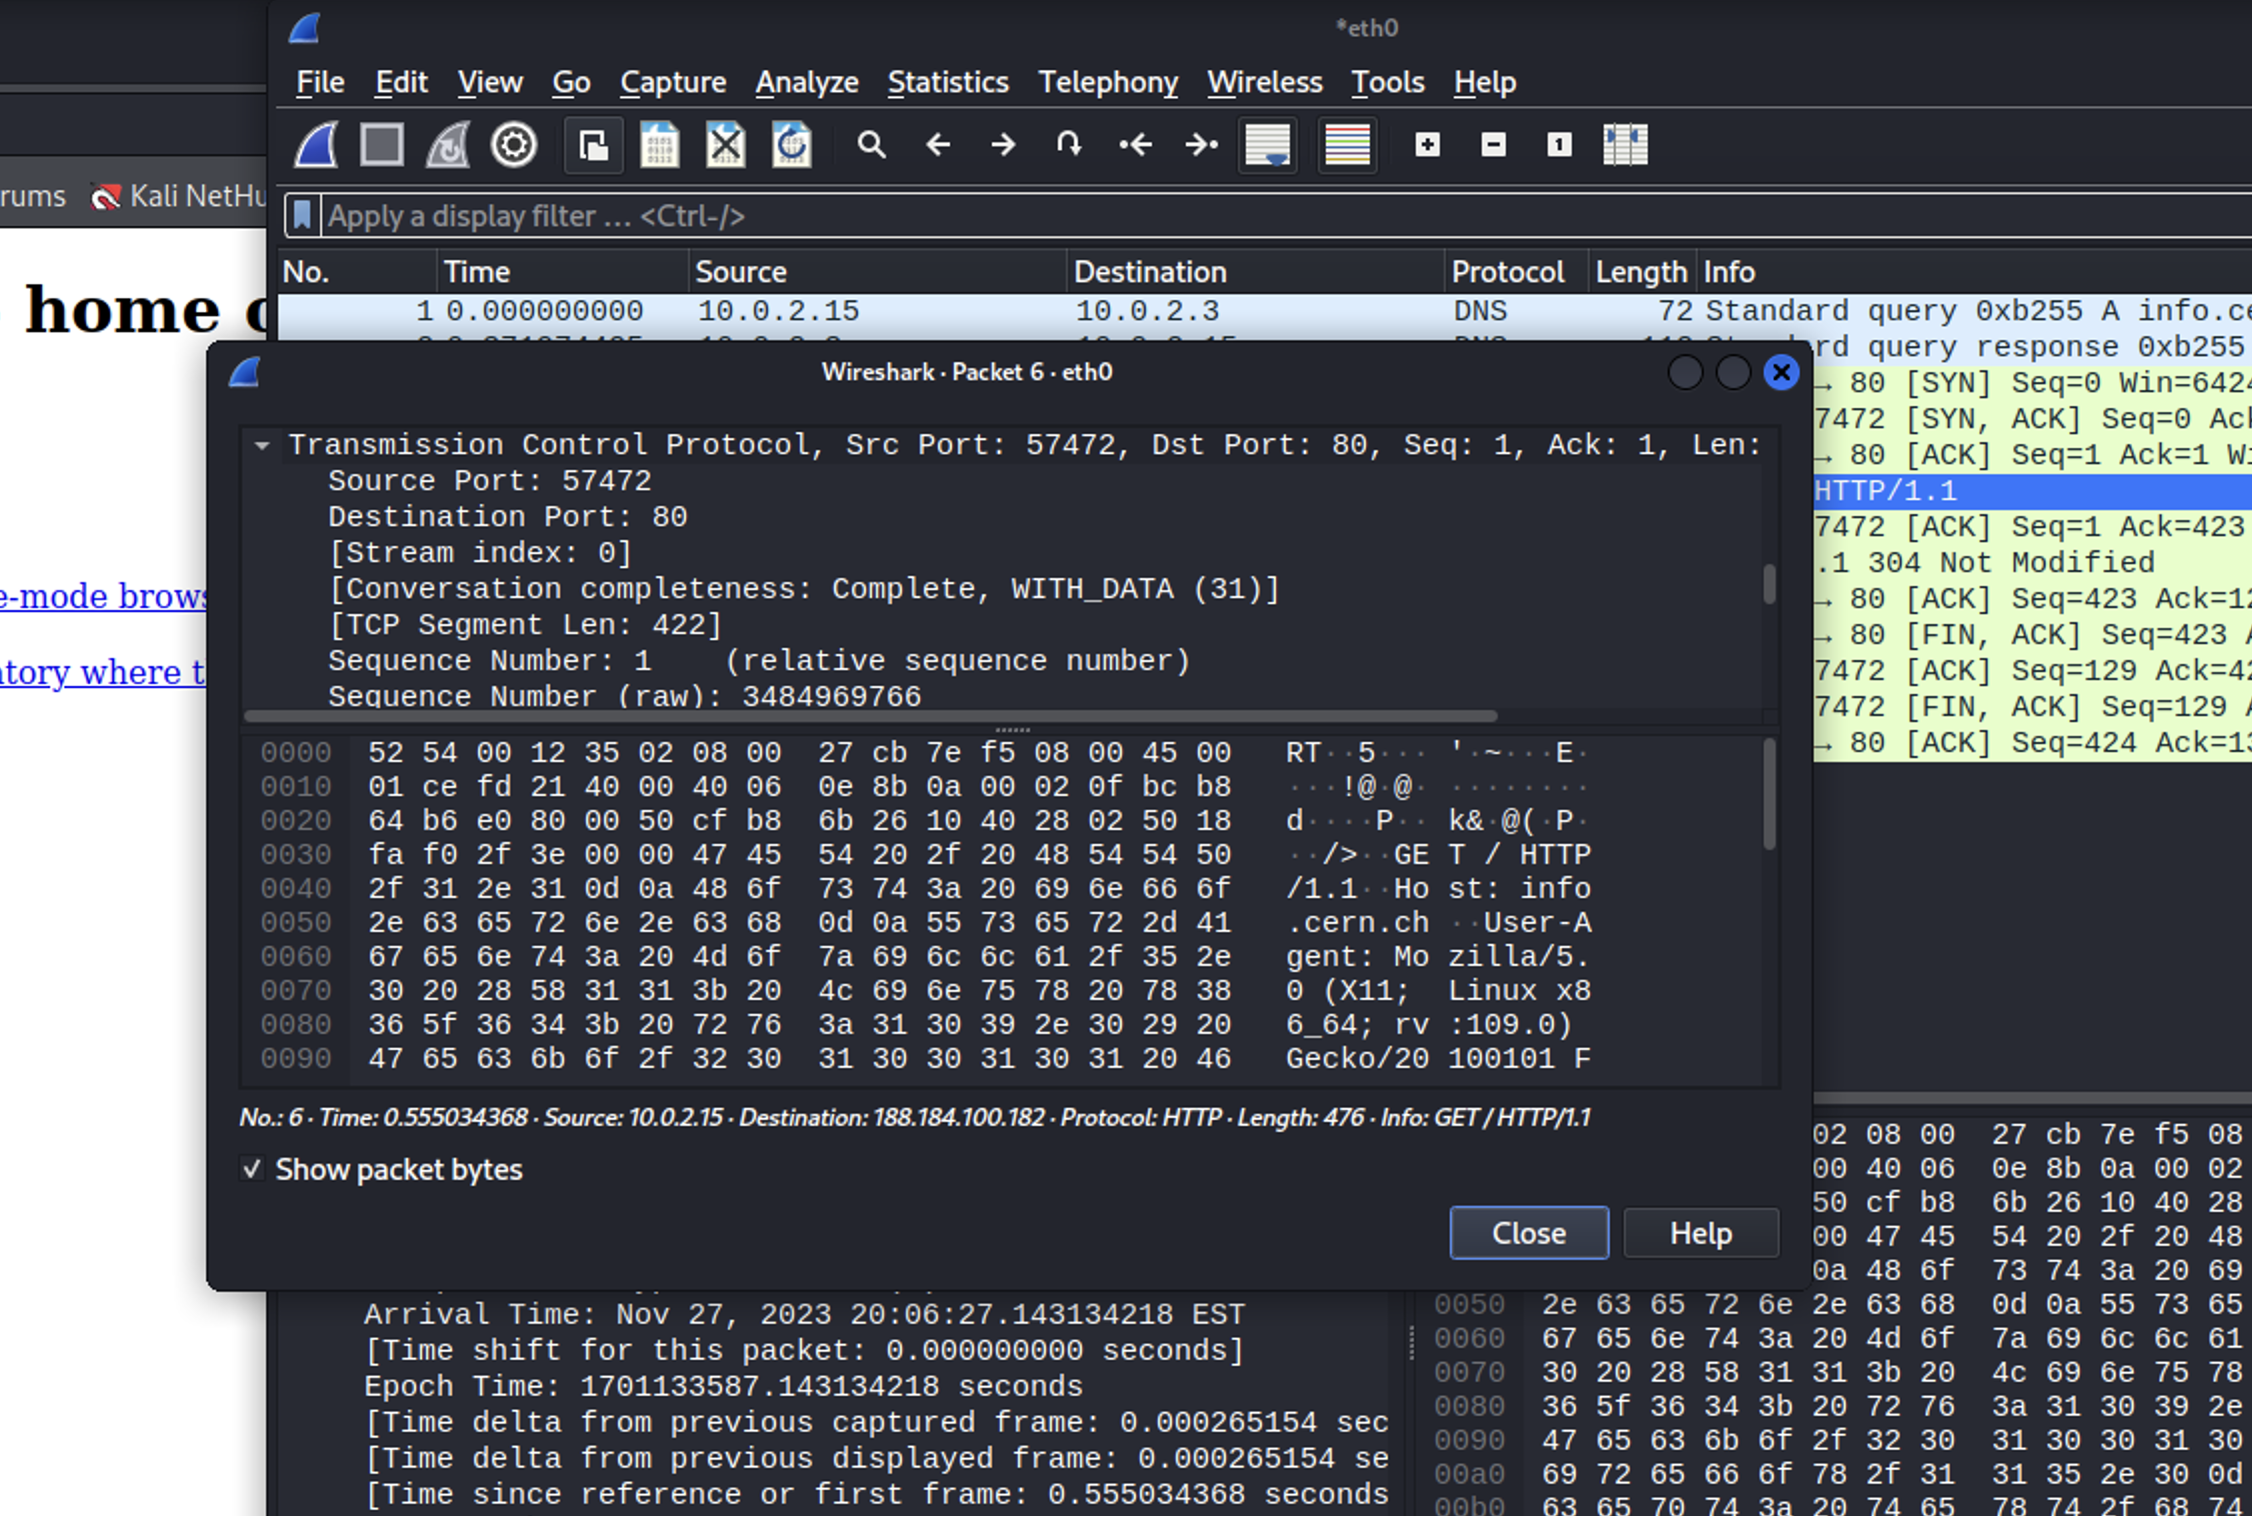 *eth0
File Edit View Go Capture Analyze Statistics Telephony Wireless Tools Help
rums Kali NetHu
Apply a display filter … <Ctrl-/>
No. Time Source Destination Protocol Length Info
1 0.000000000 10.0.2.15 10.0.2.3 DNS 72 Standard query 0xb255 A info.ce
home
rd query response 0xb255
Wireshark · Packet 6 · eth0
→ 80 [SYN] Seq=0 Win=6424
7472 [SYN, ACK] Seq=0 Ack
→ 80 [ACK] Seq=1 Ack=1 Wi
HTTP/1.1
7472 [ACK] Seq=1 Ack=423
.1 304 Not Modified
→ 80 [ACK] Seq=423 Ack=12
→ 80 [FIN, ACK] Seq=423 A
7472 [ACK] Seq=129 Ack=42
7472 [FIN, ACK] Seq=129 A
→ 80 [ACK] Seq=424 Ack=13
e-mode brows
atory where t
Transmission Control Protocol, Src Port: 57472, Dst Port: 80, Seq: 1, Ack: 1, Len:
Source Port: 57472
Destination Port: 80
[Stream index: 0]
[Conversation completeness: Complete, WITH_DATA (31)]
[TCP Segment Len: 422]
Sequence Number: 1    (relative sequence number)
Sequence Number (raw): 3484969766
0000 52 54 00 12 35 02 08 00 27 cb 7e f5 08 00 45 00 RT··5··· '·~···E·
0010 01 ce fd 21 40 00 40 06 0e 8b 0a 00 02 0f bc b8 ···!@·@· ········
0020 64 b6 e0 80 00 50 cf b8 6b 26 10 40 28 02 50 18 d····P·· k&·@(·P·
0030 fa f0 2f 3e 00 00 47 45 54 20 2f 20 48 54 54 50 ··/>··GE T / HTTP
0040 2f 31 2e 31 0d 0a 48 6f 73 74 3a 20 69 6e 66 6f /1.1··Ho st: info
0050 2e 63 65 72 6e 2e 63 68 0d 0a 55 73 65 72 2d 41 .cern.ch ··User-A
0060 67 65 6e 74 3a 20 4d 6f 7a 69 6c 6c 61 2f 35 2e gent: Mo zilla/5.
0070 30 20 28 58 31 31 3b 20 4c 69 6e 75 78 20 78 38 0 (X11; Linux x8
0080 36 5f 36 34 3b 20 72 76 3a 31 30 39 2e 30 29 20 6_64; rv :109.0)
0090 47 65 63 6b 6f 2f 32 30 31 30 30 31 30 31 20 46 Gecko/20 100101 F
No.: 6 · Time: 0.555034368 · Source: 10.0.2.15 · Destination: 188.184.100.182 · Protocol: HTTP · Length: 476 · Info: GET / HTTP/1.1
Show packet bytes
Close Help
02 08 00 27 cb 7e f5 08
00 40 06 0e 8b 0a 00 02
50 cf b8 6b 26 10 40 28
00 47 45 54 20 2f 20 48
0a 48 6f 73 74 3a 20 69
0050 2e 63 65 72 6e 2e 63 68 0d 0a 55 73 65
0060 67 65 6e 74 3a 20 4d 6f 7a 69 6c 6c 61
0070 30 20 28 58 31 31 3b 20 4c 69 6e 75 78
0080 36 5f 36 34 3b 20 72 76 3a 31 30 39 2e
0090 47 65 63 6b 6f 2f 32 30 31 30 30 31 30
00a0 69 72 65 66 6f 78 2f 31 31 35 2e 30 0d
00b0 63 65 70 74 3a 20 74 65 78 74 2f 68 74
Arrival Time: Nov 27, 2023 20:06:27.143134218 EST
[Time shift for this packet: 0.000000000 seconds]
Epoch Time: 1701133587.143134218 seconds
[Time delta from previous captured frame: 0.000265154 sec
[Time delta from previous displayed frame: 0.000265154 se
[Time since reference or first frame: 0.555034368 seconds